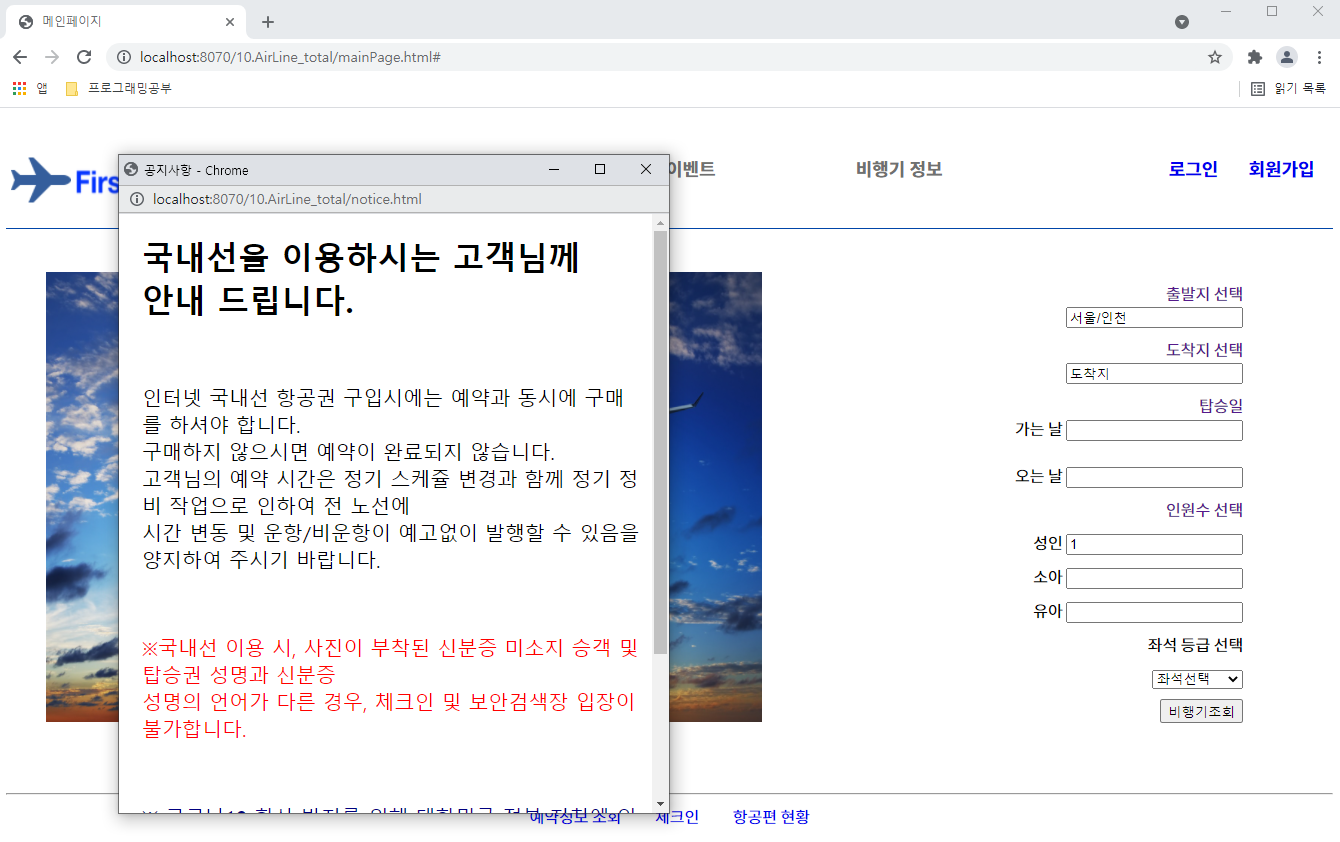 메인페이지
localhost:8070/10.AirLine_total/mainPage.html#
앱 프로그래밍공부 읽기 목록
공지사항 - Chrome
localhost:8070/10.AirLine_total/notice.html
Firs
이벤트 비행기 정보 로그인 회원가입
국내선을 이용하시는 고객님께
안내 드립니다.
인터넷 국내선 항공권 구입시에는 예약과 동시에 구매
를 하셔야 합니다.
구매하지 않으시면 예약이 완료되지 않습니다.
고객님의 예약 시간은 정기 스케쥴 변경과 함께 정기 정
비 작업으로 인하여 전 노선에
시간 변동 및 운항/비운항이 예고없이 발행할 수 있음을
양지하여 주시기 바랍니다.
※국내선 이용 시, 사진이 부착된 신분증 미소지 승객 및
탑승권 성명과 신분증
성명의 언어가 다른 경우, 체크인 및 보안검색장 입장이
불가합니다.
출발지 선택
서울/인천
도착지 선택
도착지
탑승일
가는 날
오는 날
인원수 선택
성인 1
소아
유아
좌석 등급 선택
좌석선택
비행기조회
예약정보 조회 체크인 항공편 현황